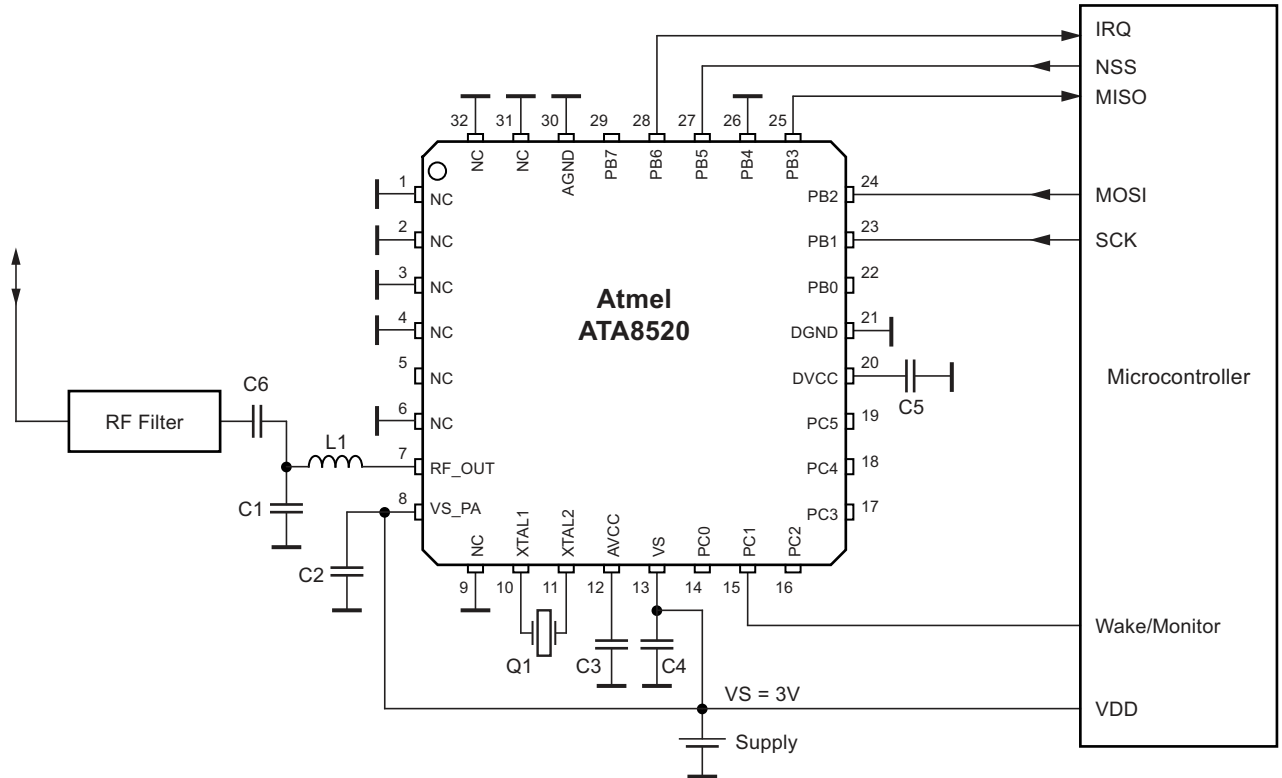 IRQ
NSS
MISO
32
31
30
29
28
27
26
25
NC
NC
AGND
PB7
PB6
PB5
PB4
PB3
1
NC
PB2
24
MOSI
2
NC
PB1
23
SCK
3
NC
PB0
22
Atmel
ATA8520
4
NC
DGND
21
5
NC
DVCC
20
C5
Microcontroller
6
NC
PC5
19
C6
RF Filter
L1
7
RF_OUT
PC4
18
C1
8
VS_PA
PC3
17
NC
XTAL1
XTAL2
AVCC
VS
PC0
PC1
PC2
C2
9
10
11
12
13
14
15
16
Wake/Monitor
Q1
C3
C4
VS = 3V
VDD
Supply